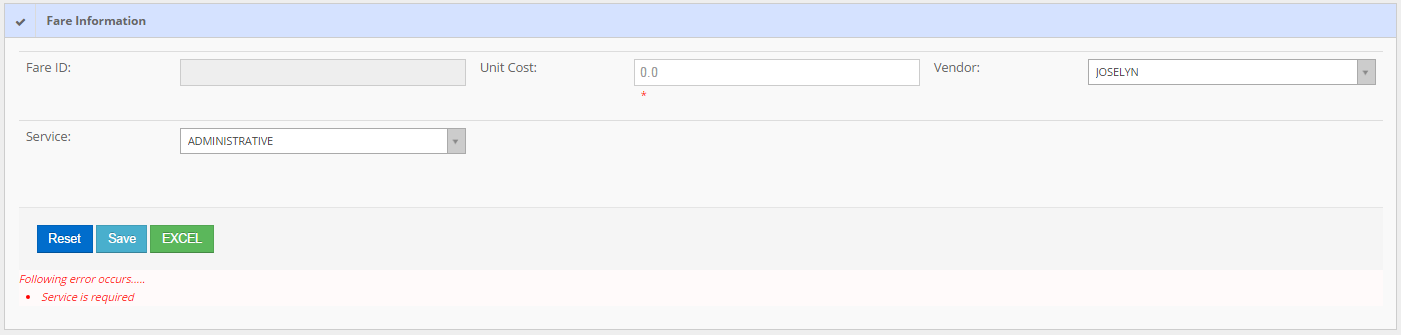 Fare Information
Fare ID:
Unit Cost:
0.0
*
Vendor:
JOSELYN
Service:
ADMINISTRATIVE
Reset
Save
EXCEL
Following error occurs.....
• Service is required